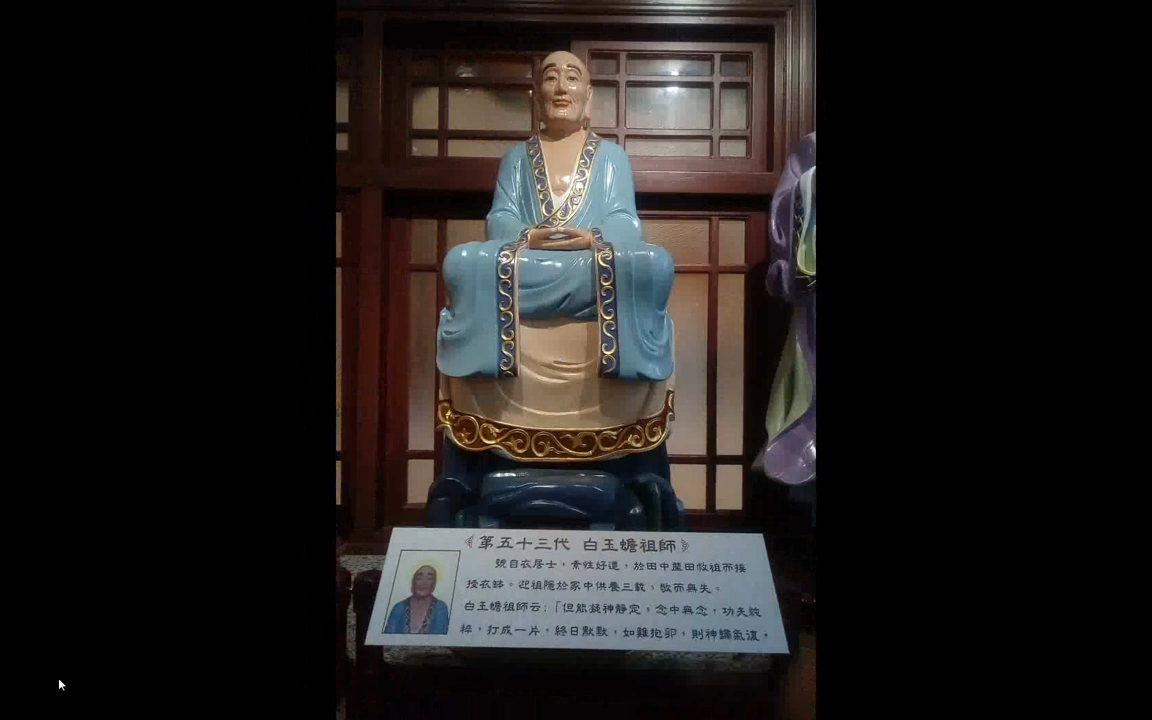 第五十三代 白玉蟾祖師
號自衣居士，素性好道，於田中龍田牧祖而接
授衣缽。迎祖隱於家中供養三載，敬而無失。
白玉蟾祖師云：「但能凝神靜定，念中無念，功夫純
粹，打成一片，終日默默，如雞抱卵，則神歸氣復，